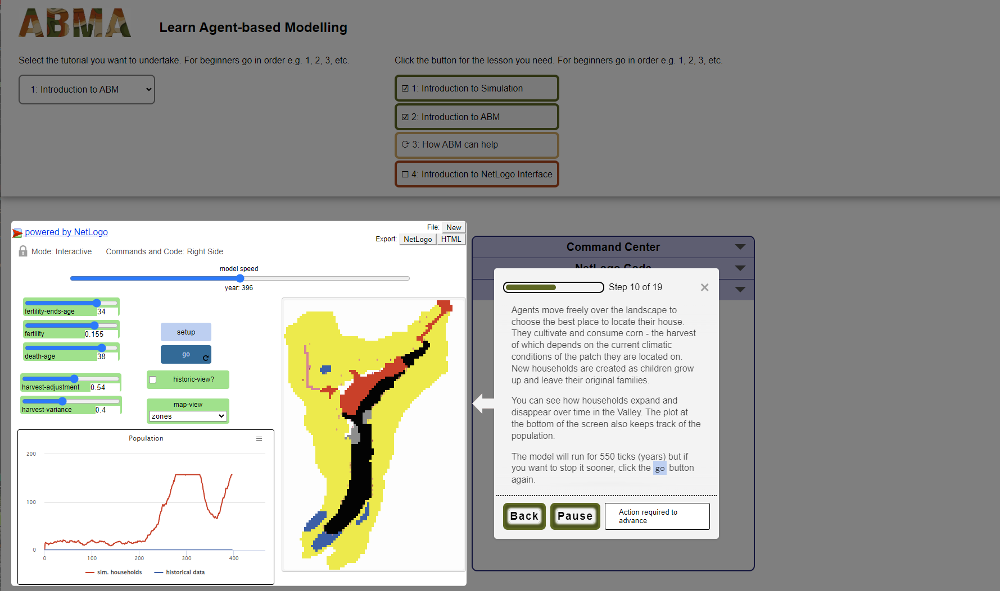 ABMA
Learn Agent-based Modelling
Select the tutorial you want to undertake. For beginners go in order e.g. 1, 2, 3, etc.
1: Introduction to ABM
Click the button for the lesson you need. For beginners go in order e.g. 1, 2, 3, etc.
☑ 1: Introduction to Simulation
☑ 2: Introduction to ABM
⟳ 3: How ABM can help
☐ 4: Introduction to NetLogo Interface
powered by NetLogo
File: New
Export: NetLogo HTML
Mode: Interactive Commands and Code: Right Side
model speed
year: 396
fertility-ends-age 34
fertility 0.155
death-age 38
harvest-adjustment 0.54
harvest-variance 0.4
setup
go
historic-view?
map-view
zones
Population
200
100
0
0 100 200 300 400
sim. households historical data
Command Center
NetLogo Code
Step 10 of 19
×
Agents move freely over the landscape to
choose the best place to locate their house.
They cultivate and consume corn - the harvest
of which depends on the current climatic
conditions of the patch they are located on.
New households are created as children grow
up and leave their original families.
You can see how households expand and
disappear over time in the Valley. The plot at
the bottom of the screen also keeps track of the
population.
The model will run for 550 ticks (years) but if
you want to stop it sooner, click the go button
again.
Back Pause
Action required to
advance